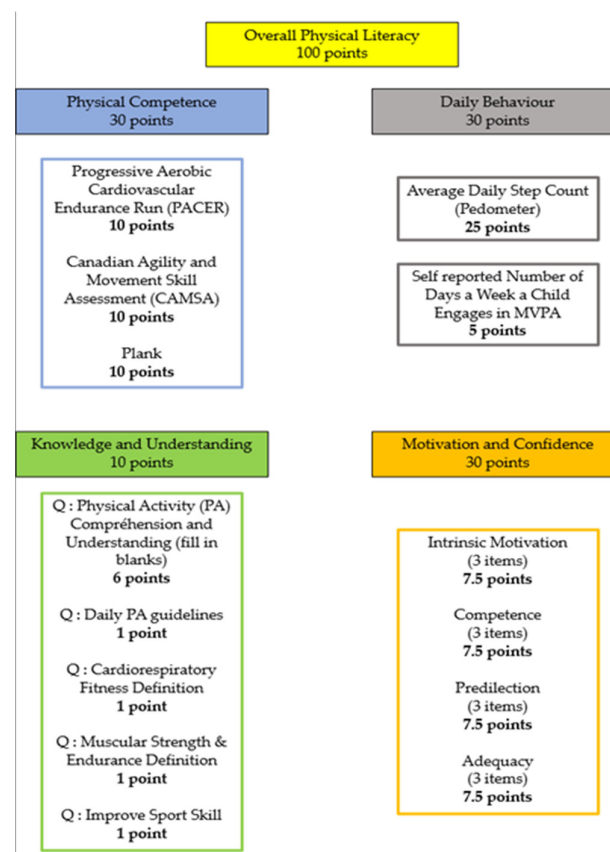 Overall Physical Literacy
100 points
Physical Competence
30 points
Progressive Aerobic
Cardiovascular
Endurance Run (PACER)
10 points
Canadian Agility and
Movement Skill
Assessment (CAMSA)
10 points
Plank
10 points
Daily Behaviour
30 points
Average Daily Step Count
(Pedometer)
25 points
Self reported Number of
Days a Week a Child
Engages in MVPA
5 points
Knowledge and Understanding
10 points
Q : Physical Activity (PA)
Compréhension and
Understanding (fill in
blanks)
6 points
Q : Daily PA guidelines
1 point
Q : Cardiorespiratory
Fitness Definition
1 point
Q : Muscular Strength &
Endurance Definition
1 point
Q : Improve Sport Skill
1 point
Motivation and Confidence
30 points
Intrinsic Motivation
(3 items)
7.5 points
Competence
(3 items)
7.5 points
Predilection
(3 items)
7.5 points
Adequacy
(3 items)
7.5 points